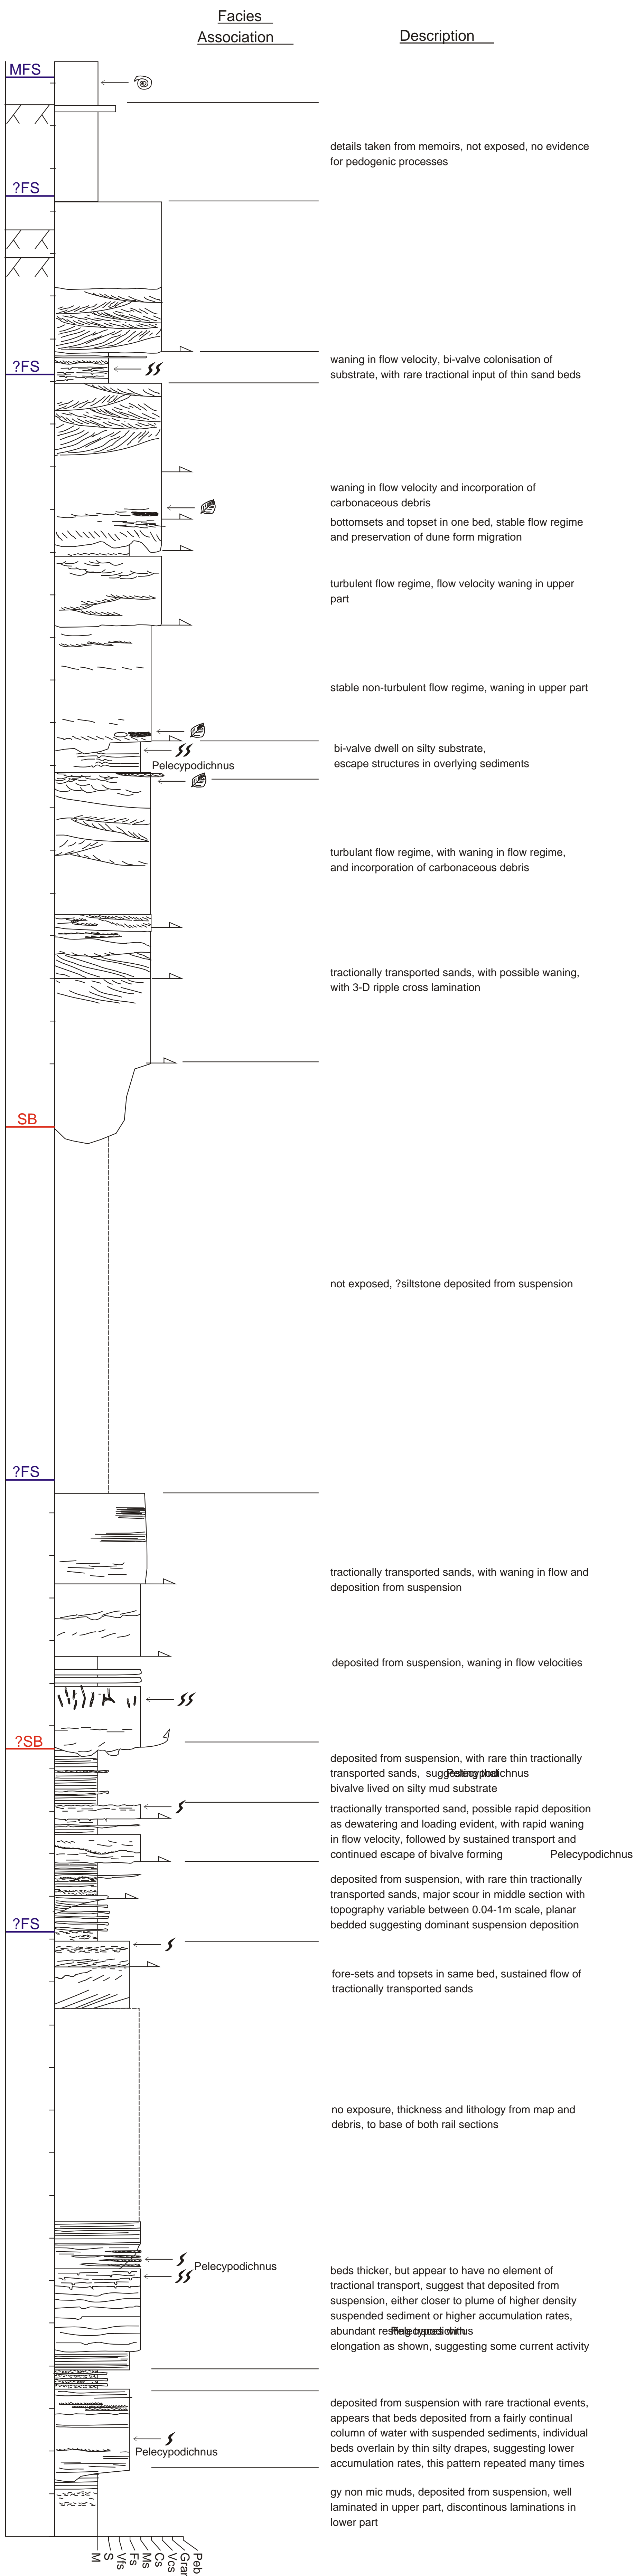 Facies
Association
Description
MFS
details taken from memoirs, not exposed, no evidence
for pedogenic processes
?FS
?FS
waning in flow velocity, bi-valve colonisation of
substrate, with rare tractional input of thin sand beds
waning in flow velocity and incorporation of
carbonaceous debris
bottomsets and topset in one bed, stable flow regime
and preservation of dune form migration
turbulent flow regime, flow velocity waning in upper
part
stable non-turbulent flow regime, waning in upper part
bi-valve dwell on silty substrate,
escape structures in overlying sediments
Pelecypodichnus
turbulant flow regime, with waning in flow regime,
and incorporation of carbonaceous debris
tractionally transported sands, with possible waning,
with 3-D ripple cross lamination
SB
not exposed, ?siltstone deposited from suspension
?FS
tractionally transported sands, with waning in flow and
deposition from suspension
deposited from suspension, waning in flow velocities
?SB
deposited from suspension, with rare thin tractionally
transported sands, suggesting that Pelecypodichnus
bivalve lived on silty mud substrate
tractionally transported sand, possible rapid deposition
as dewatering and loading evident, with rapid waning
in flow velocity, followed by sustained transport and
continued escape of bivalve forming Pelecypodichnus
deposited from suspension, with rare thin tractionally
transported sands, major scour in middle section with
topography variable between 0.04-1m scale, planar
bedded suggesting dominant suspension deposition
?FS
fore-sets and topsets in same bed, sustained flow of
tractionally transported sands
no exposure, thickness and lithology from map and
debris, to base of both rail sections
Pelecypodichnus
beds thicker, but appear to have no element of
tractional transport, suggest that deposited from
suspension, either closer to plume of higher density
suspended sediment or higher accumulation rates,
abundant resting traces with Pelecypodichnus
elongation as shown, suggesting some current activity
deposited from suspension with rare tractional events,
appears that beds deposited from a fairly continual
column of water with suspended sediments, individual
beds overlain by thin silty drapes, suggesting lower
accumulation rates, this pattern repeated many times
Pelecypodichnus
gy non mic muds, deposited from suspension, well
laminated in upper part, discontinous laminations in
lower part
M
S
Vfs
Fs
Ms
Cs
Vcs
Gran
Peb